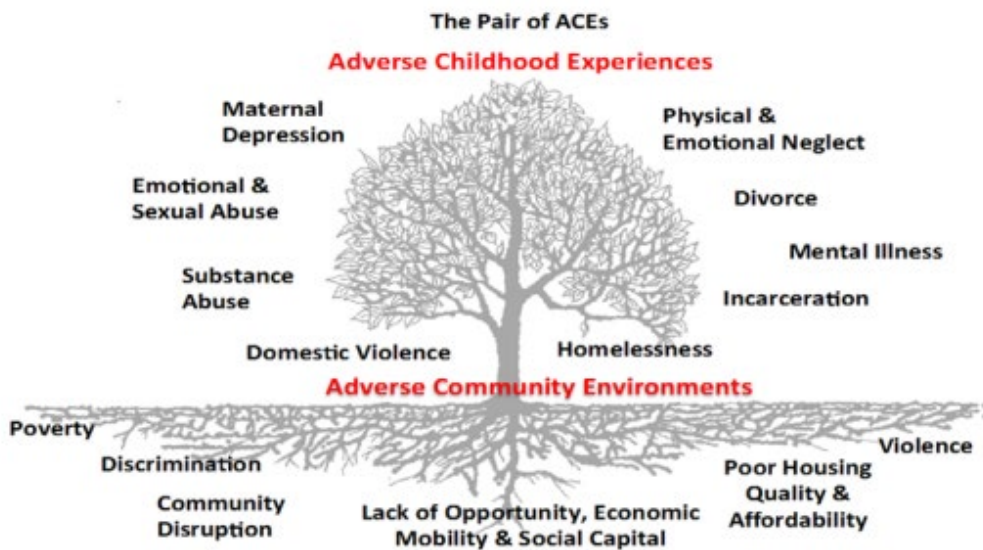 The Pair of ACEs
Adverse Childhood Experiences
Maternal
Depression
Physical &
Emotional Neglect
Emotional &
Sexual Abuse
Divorce
Mental Illness
Substance
Abuse
Incarceration
Domestic Violence
Homelessness
Adverse Community Environments
Poverty
Violence
Discrimination
Poor Housing
Quality &
Affordability
Community
Disruption
Lack of Opportunity, Economic
Mobility & Social Capital